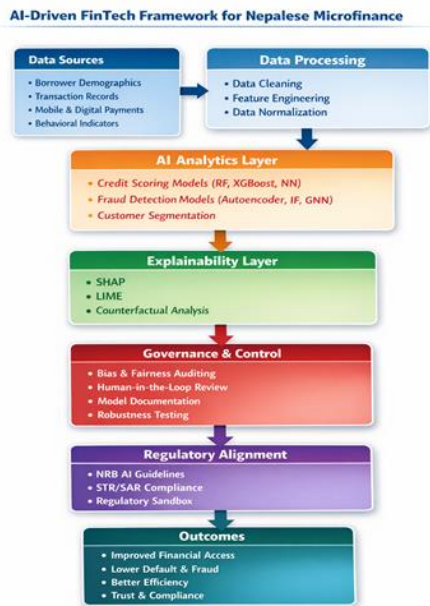 AI-Driven FinTech Framework for Nepalese Microfinance
Data Sources
• Borrower Demographics
• Transaction Records
• Mobile & Digital Payments
• Behavioral Indicators
Data Processing
• Data Cleaning
• Feature Engineering
• Data Normalization
AI Analytics Layer
• Credit Scoring Models (RF, XGBoost, NN)
• Fraud Detection Models (Autoencoder, IF, GNN)
• Customer Segmentation
Explainability Layer
• SHAP
• LIME
• Counterfactual Analysis
Governance & Control
• Bias & Fairness Auditing
• Human-in-the-Loop Review
• Model Documentation
• Robustness Testing
Regulatory Alignment
• NRB AI Guidelines
• STR/SAR Compliance
• Regulatory Sandbox
Outcomes
• Improved Financial Access
• Lower Default & Fraud
• Better Efficiency
• Trust & Compliance